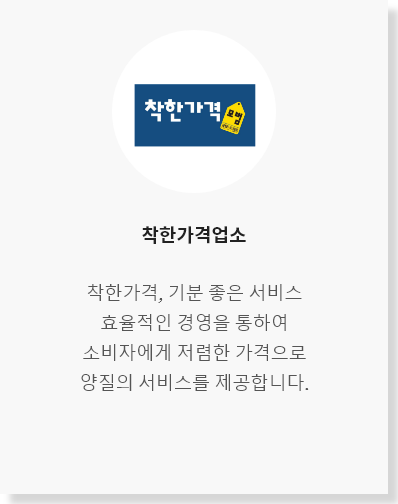 착한가격
모범
착한가격업소
착한가격, 기분 좋은 서비스
효율적인 경영을 통하여
소비자에게 저렴한 가격으로
양질의 서비스를 제공합니다.